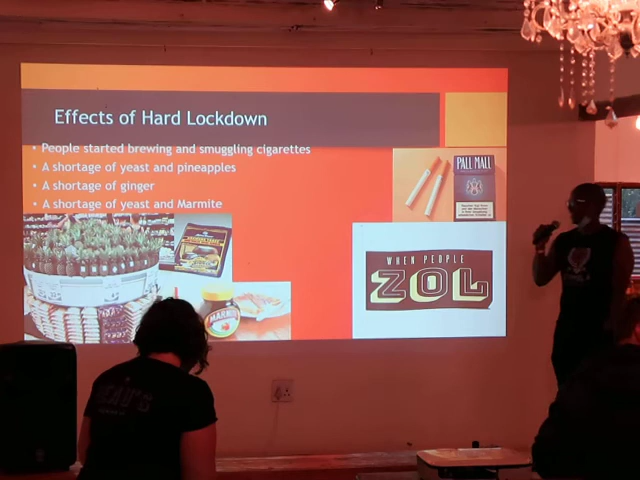 Effects of Hard Lockdown
• People started brewing and smuggling cigarettes
• A shortage of yeast and pineapples
• A shortage of ginger
• A shortage of yeast and Marmite
PALL MALL
WHEN PEOPLE
ZOL
MARMITE